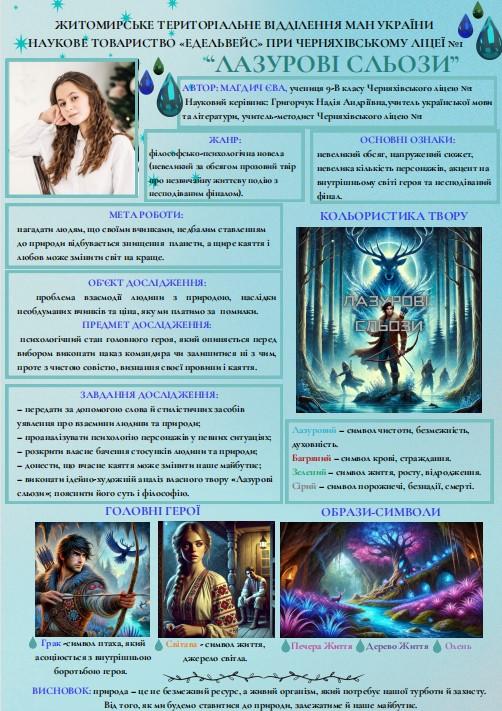 ЖИТОМИРСЬКЕ ТЕРИТОРІАЛЬНЕ ВІДДІЛЕННЯ МАН УКРАЇНИ
НАУКОВЕ ТОВАРИСТВО «ЕДЕЛЬВЕЙС» ПРИ ЧЕРНЯХІВСЬКОМУ ЛІЦЕЇ №1
“ЛАЗУРОВІ СЛЬОЗИ”
АВТОР: МАГДИЧ ЄВА, учениця 9-В класу Черняхівського ліцею №1
Науковий керівник: Григорчук Надія Андріївна,учитель української мови
та літератури, учитель-методист Черняхівського ліцею №1
ЖАНР:
філософсько-психологічна новела
(невеликий за обсягом прозовий твір
про незвичайну життєву подію з
несподіваним фіналом).
ОСНОВНІ ОЗНАКИ:
невеликий обсяг, напружений сюжет,
невелика кількість персонажів, акцент на
внутрішньому світі героя та несподіваний
фінал.
МЕТА РОБОТИ:
нагадати людям, що своїми вчинками, недбалим ставленням
до природи відбувається знищення планети, а щире каяття і
любов може змінити світ на краще.
ОБ'ЄКТ ДОСЛІДЖЕННЯ:
проблема взаємодії людини з природою, наслідки
необдуманих вчинків та ціна, яку ми платимо за помилки.
ПРЕДМЕТ ДОСЛІДЖЕННЯ:
психологічний стан головного героя, який опиняється перед
вибором виконати наказ командира чи залишитися ні з чим,
проте з чистою совістю, визнання своєї провини і каяття.
ЗАВДАННЯ ДОСЛІДЖЕННЯ:
– передати за допомогою слова й стилістичних засобів
уявлення про взаємини людини та природи;
– проаналізувати психологію персонажів у певних ситуаціях;
– розкрити власне бачення стосунків людини та природи;
– донести, що вчасне каяття може змінити наше майбутнє;
– виконати ідейно-художній аналіз власного твору «Лазурові
сльози»; пояснити його суть і філософію.
КОЛЬОРИСТИКА ТВОРУ
ЛАЗУРОВІ
СЛЬОЗИ
Лазуровий – символ чистоти, безмежність,
духовність.
Багряний – символ крові, страждання.
Зелений – символ життя, росту, відродження.
Сірий – символ порожнечі, безнадії, смерті.
ГОЛОВНІ ГЕРОЇ
Грак -символ птаха, який
асоціюється з внутрішньою
боротьбою героя.
Світана - символ життя,
джерело світла.
ОБРАЗИ-СИМВОЛИ
Печера Життя Дерево Життя Олень
ВИСНОВОК: природа – це не безмежний ресурс, а живий організм, який потребує нашої турботи й захисту.
Від того, як ми будемо ставитися до природи, залежатиме й наше майбутнє.